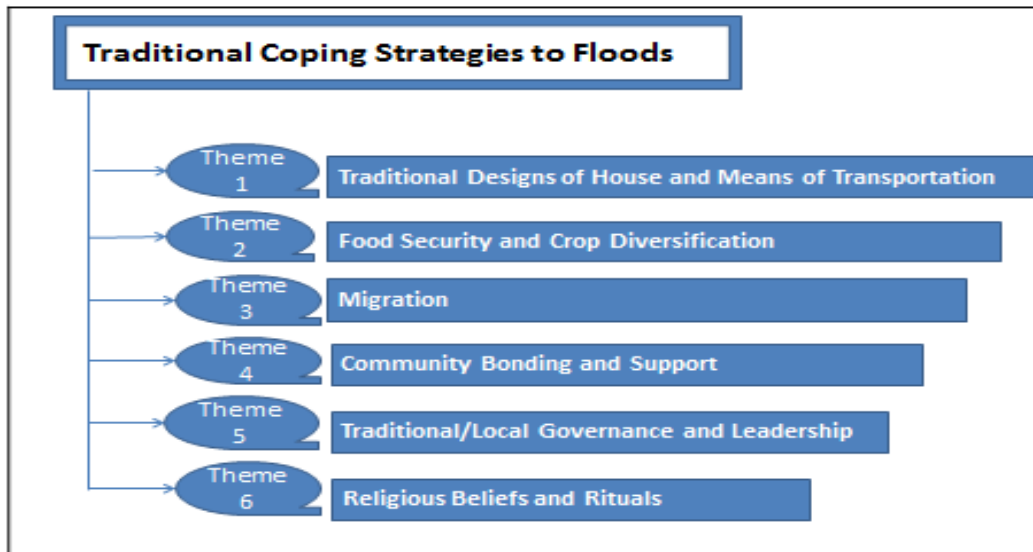 Traditional Coping Strategies to Floods
Theme
1
Traditional Designs of House and Means of Transportation
Theme
2
Food Security and Crop Diversification
Theme
3
Migration
Theme
4
Community Bonding and Support
Theme
5
Traditional/Local Governance and Leadership
Theme
6
Religious Beliefs and Rituals